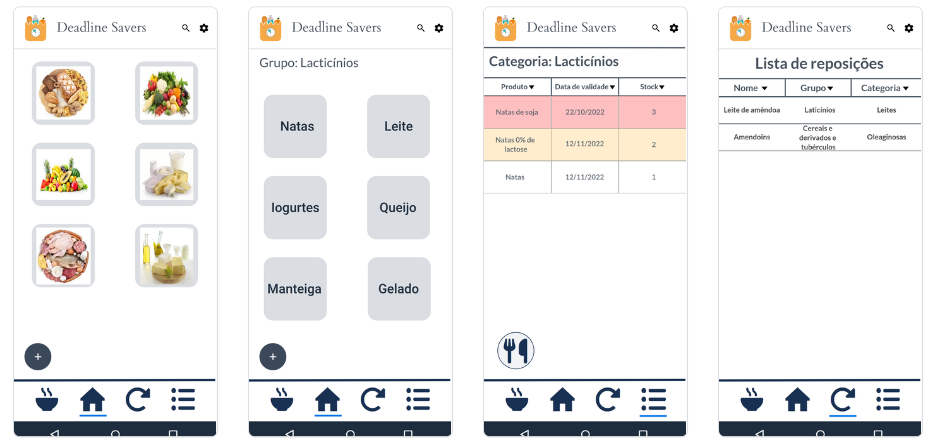 Deadline Savers
+
Deadline Savers
Grupo: Lacticínios
Natas Leite
Iogurtes Queijo
Manteiga Gelado
+
Deadline Savers
Categoria: Lacticínios
Produto Data de validade Stock
Natas de soja 22/10/2022 3
Natas 0% de
lactose 12/11/2022 2
Natas 12/11/2022 1
Deadline Savers
Lista de reposições
Nome Grupo Categoria
Leite de amêndoa Laticínios Leites
Amendoins Cereais e
derivados e
tubérculos Oleaginosas